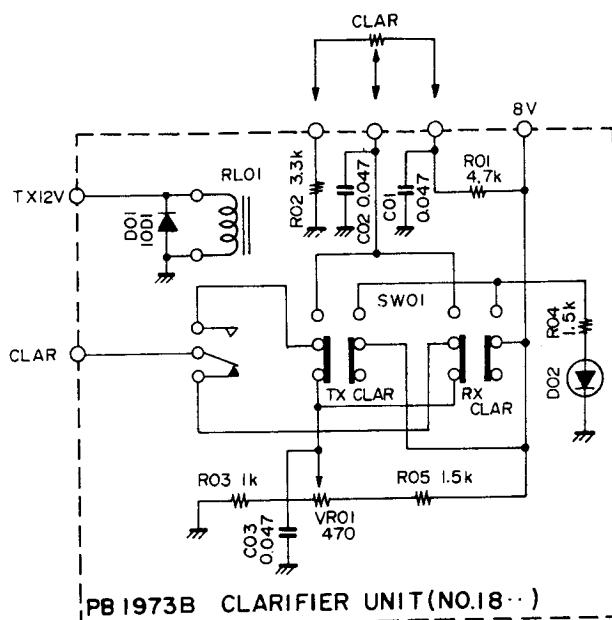 CLAR
8V
TX12V
RL01
D01
10D1
R02 3.3k
C02 0.047
C01
0.047
R01
4.7k
SW01
R04
1.5k
CLAR
TX CLAR
RX
CLAR
D02
R03 1k
R05 1.5k
VR01
470
C03
0.047
PB1973B CLARIFIER UNIT(NO.18··)